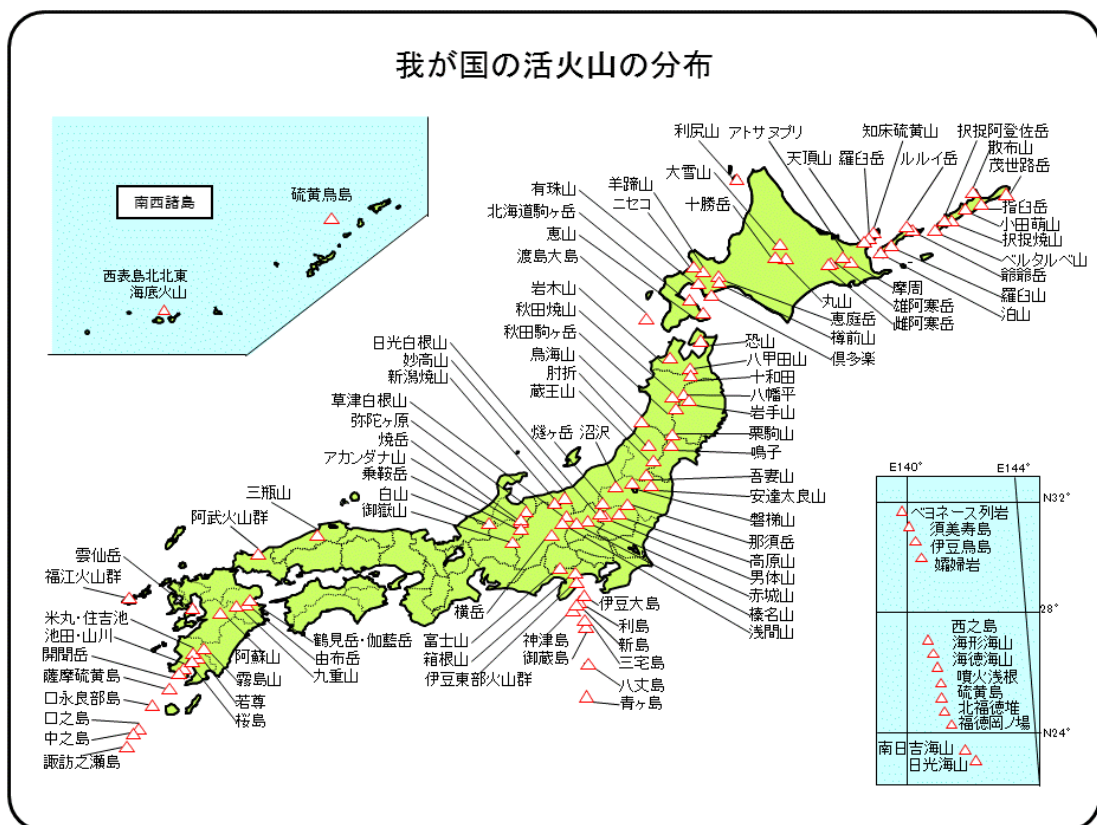 我が国の活火山の分布
南西諸島
硫黄鳥島
西表島北北東
海底火山
利尻山
アトサヌプリ
知床硫黄山
択捉阿登佐岳
散布山
茂世路岳
天頂山
羅臼岳
ルルイ岳
大雪山
十勝岳
羊蹄山
ニセコ
有珠山
北海道駒ヶ岳
恵山
渡島大島
岩木山
秋田焼山
秋田駒ヶ岳
鳥海山
肘折
蔵王山
指臼岳
小田萌山
択捉焼山
ベルタルベ山
爺爺岳
羅臼山
泊山
摩周
雄阿寒岳
雌阿寒岳
丸山
恵庭岳
樽前山
倶多楽
恐山
八甲田山
十和田
八幡平
岩手山
栗駒山
鳴子
吾妻山
安達太良山
磐梯山
那須岳
高原山
男体山
赤城山
榛名山
浅間山
日光白根山
妙高山
新潟焼山
草津白根山
弥陀ヶ原
焼岳
アカンダナ山
乗鞍岳
白山
御嶽山
燧ヶ岳
沼沢
三瓶山
阿武火山群
雲仙岳
福江火山群
米丸・住吉池
池田・山川
開聞岳
薩摩硫黄島
口永良部島
口之島
中之島
諏訪之瀬島
鶴見岳・伽藍岳
由布岳
九重山
阿蘇山
霧島山
若尊
桜島
横岳
富士山
箱根山
伊豆東部火山群
伊豆大島
利島
新島
神津島
三宅島
御蔵島
八丈島
青ヶ島
E140°
E144°
N32°
ベヨネース列岩
須美寿島
伊豆鳥島
孀婦岩
28°
西之島
海形海山
海徳海山
噴火浅根
硫黄島
北福徳堆
福徳岡ノ場
N24°
南日吉海山
日光海山